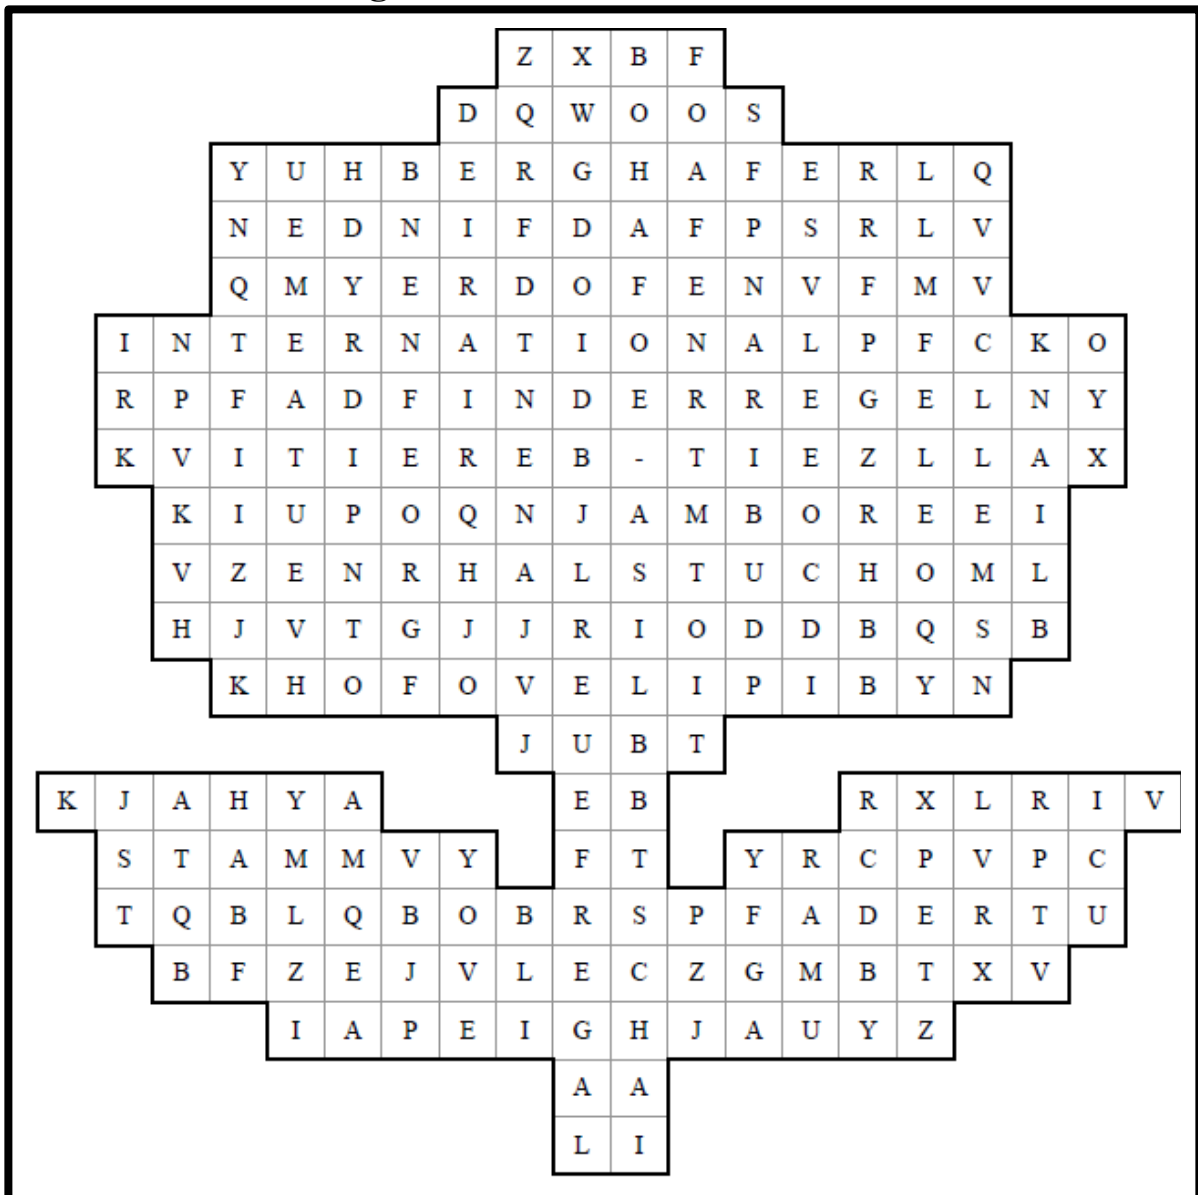 Z X B F
D Q W O O S
Y U H B E R G H A F E R L Q
N E D N I F D A F P S R L V
Q M Y E R D O F E N V F M V
I N T E R N A T I O N A L P F C K O
R P F A D F I N D E R R E G E L N Y
K V I T I E R E B - T I E Z L L A X
K I U P O Q N J A M B O R E E I
V Z E N R H A L S T U C H O M L
H J V T G J J R I O D D B Q S B
K H O F O V E L I P I B Y N
J U B T
K J A H Y A E B R X L R I V
S T A M M V Y F T Y R C P V P C
T Q B L Q B O B R S P F A D E R T U
B F Z E J V L E C Z G M B T X V
I A P E I G H J A U Y Z
A A
L I